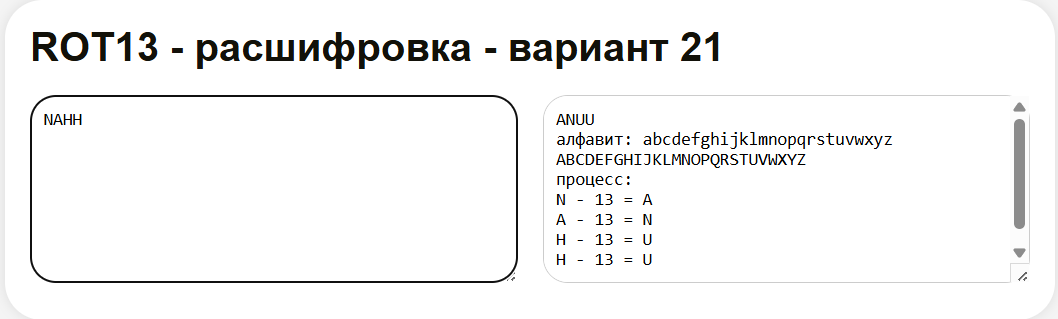 ROT13 - расшифровка - вариант 21
NAHH
ANUU
алфавит: abcdefghijklmnopqrstuvwxyz
ABCDEFGHIJKLMNOPQRSTUVWXYZ
процесс:
N - 13 = A
A - 13 = N
H - 13 = U
H - 13 = U